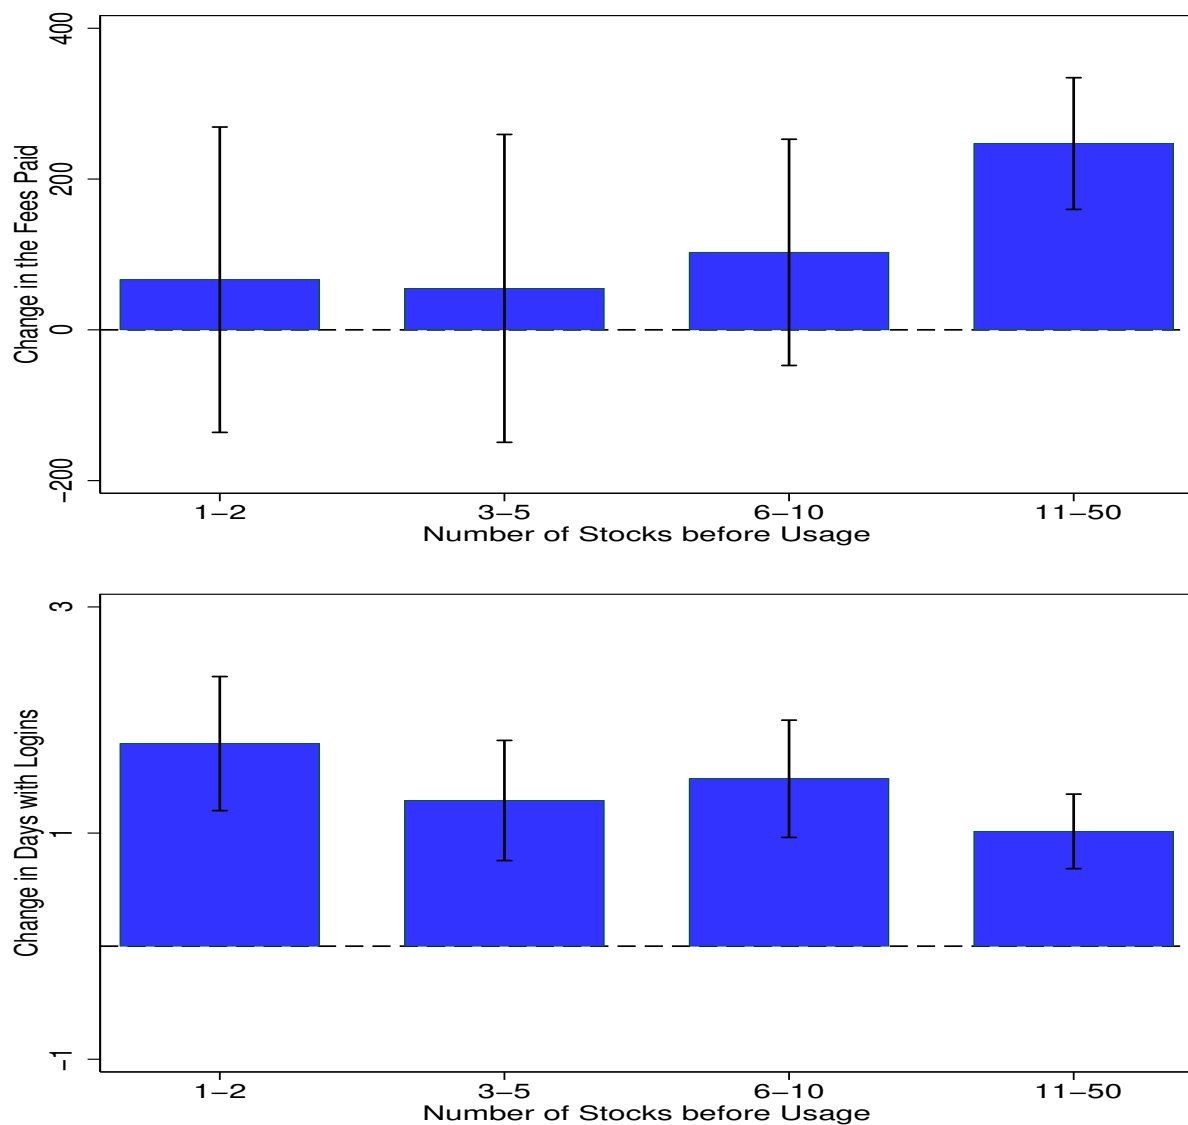 Change in the Fees Paid
400
200
0
−200
1−2 3−5 6−10 11−50
Number of Stocks before Usage
Change in Days with Logins
3
1
−1
1−2 3−5 6−10 11−50
Number of Stocks before Usage